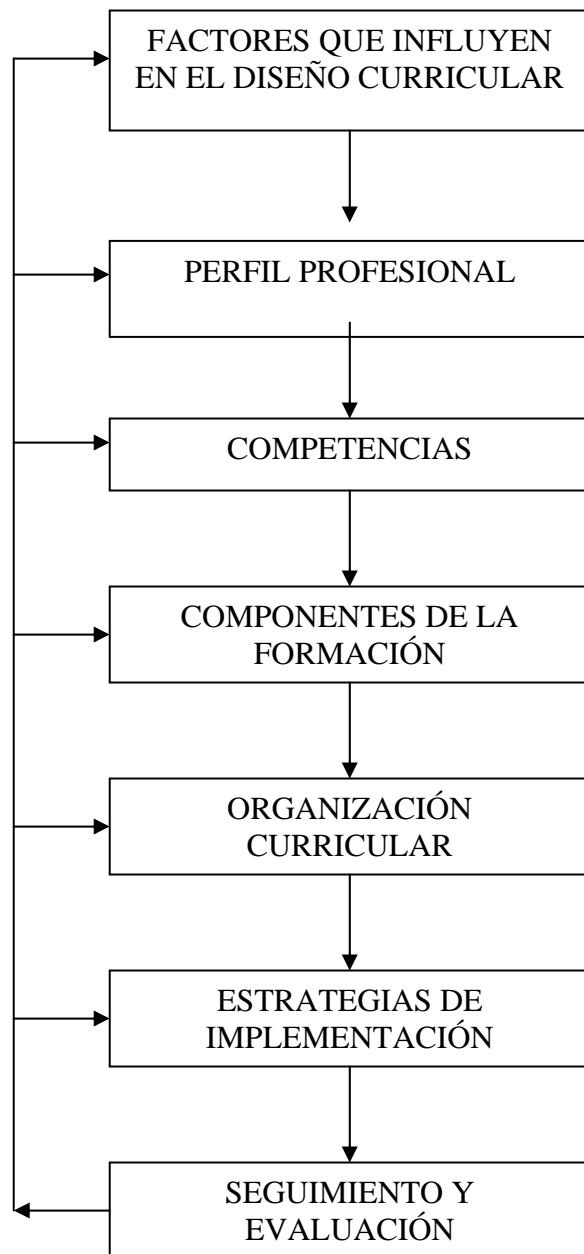 FACTORES QUE INFLUYEN
EN EL DISEÑO CURRICULAR
PERFIL PROFESIONAL
COMPETENCIAS
COMPONENTES DE LA
FORMACIÓN
ORGANIZACIÓN
CURRICULAR
ESTRATEGIAS DE
IMPLEMENTACIÓN
SEGUIMIENTO Y
EVALUACIÓN